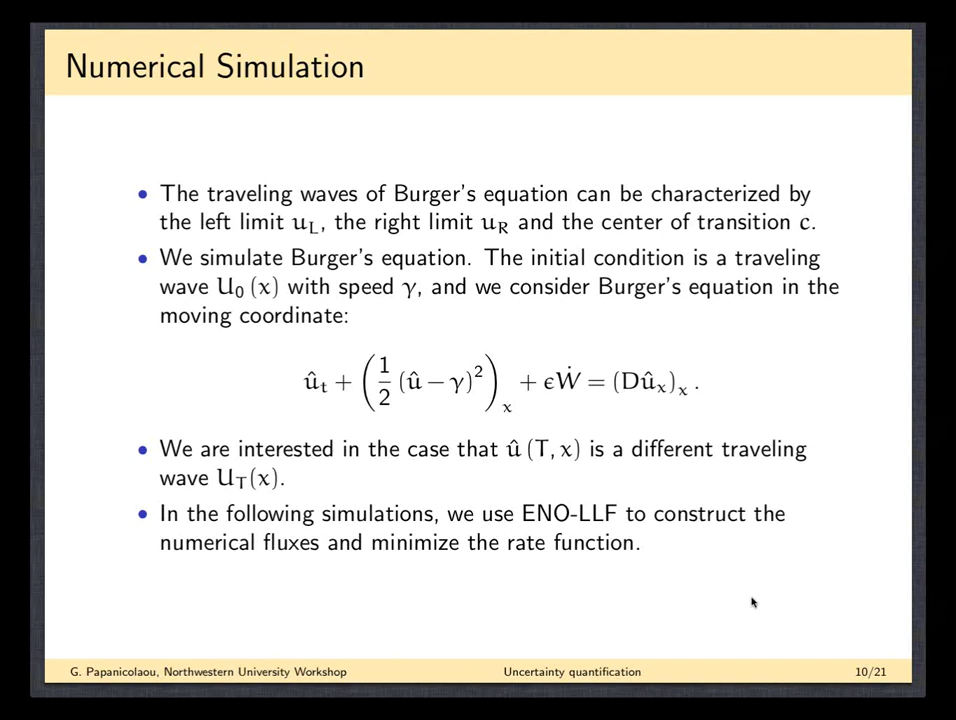 Numerical Simulation
• The traveling waves of Burger's equation can be characterized by
the left limit u_L, the right limit u_R and the center of transition c.
• We simulate Burger's equation. The initial condition is a traveling
wave U_0 (x) with speed γ, and we consider Burger's equation in the
moving coordinate:
û_t + (1/2 (û − γ)^2)_x + ϵẆ = (Dû_x)_x .
• We are interested in the case that û (T, x) is a different traveling
wave U_T(x).
• In the following simulations, we use ENO-LLF to construct the
numerical fluxes and minimize the rate function.
G. Papanicolaou, Northwestern University Workshop Uncertainty quantification 10/21